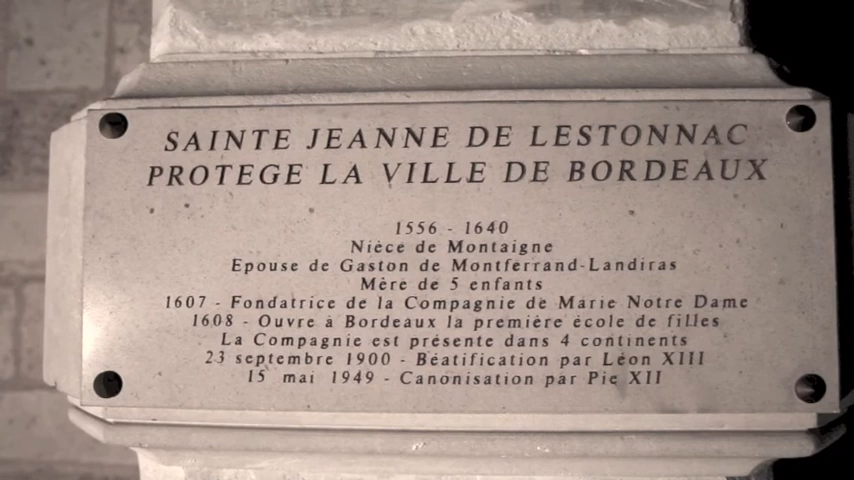 SAINTE JEANNE DE LESTONNAC
PROTEGE LA VILLE DE BORDEAUX
1556 - 1640
Nièce de Montaigne
Epouse de Gaston de Montferrand-Landiras
Mère de 5 enfants
1607 - Fondatrice de la Compagnie de Marie Notre Dame
1608 - Ouvre à Bordeaux la première école de filles
La Compagnie est présente dans 4 continents
23 septembre 1900 - Béatification par Léon XIII
15 mai 1949 - Canonisation par Pie XII